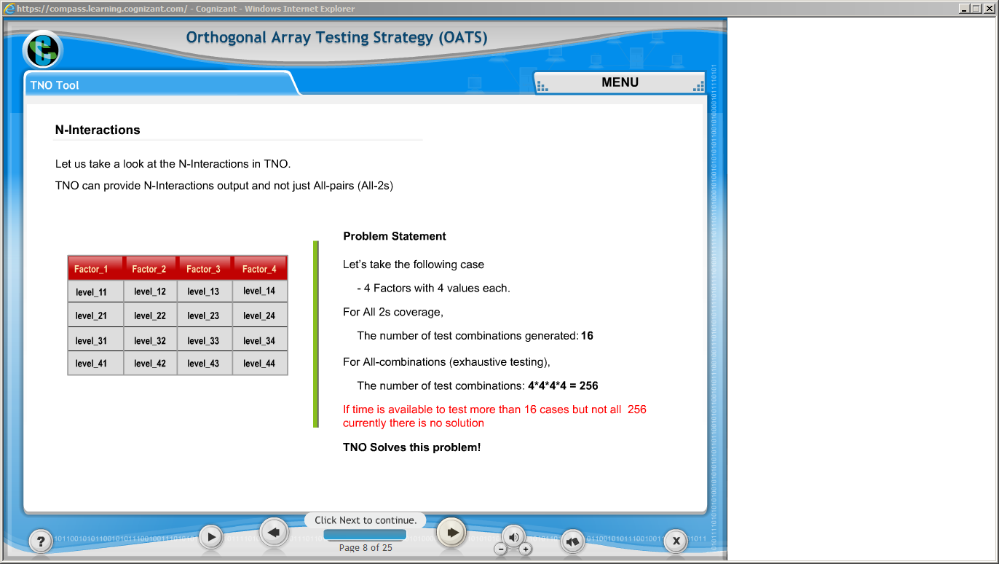 https://compass.learning.cognizant.com/ - Cognizant - Windows Internet Explorer
Orthogonal Array Testing Strategy (OATS)
TNO Tool
MENU
N-Interactions
Let us take a look at the N-Interactions in TNO.
TNO can provide N-Interactions output and not just All-pairs (All-2s)
Factor_1 Factor_2 Factor_3 Factor_4
level_11 level_12 level_13 level_14
level_21 level_22 level_23 level_24
level_31 level_32 level_33 level_34
level_41 level_42 level_43 level_44
Problem Statement
Let's take the following case
- 4 Factors with 4 values each.
For All 2s coverage,
The number of test combinations generated: 16
For All-combinations (exhaustive testing),
The number of test combinations: 4*4*4*4 = 256
If time is available to test more than 16 cases but not all 256
currently there is no solution
TNO Solves this problem!
Click Next to continue.
Page 8 of 25